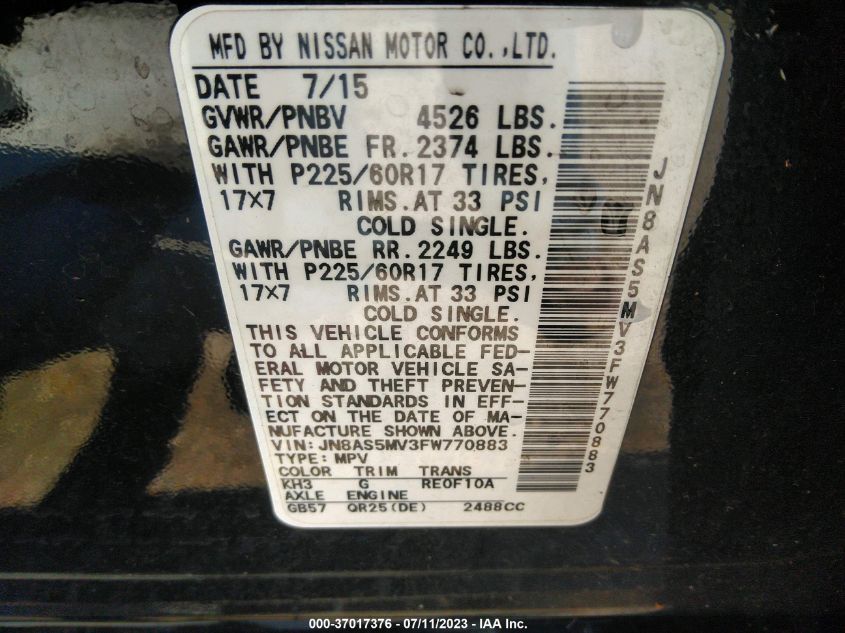 MFD BY NISSAN MOTOR CO.,LTD.
DATE 7/15
GVWR/PNBV 4526 LBS.
GAWR/PNBE FR. 2374 LBS.
WITH P225/60R17 TIRES,
17X7 RIMS.AT 33 PSI
COLD SINGLE.
GAWR/PNBE RR. 2249 LBS.
WITH P225/60R17 TIRES,
17X7 RIMS.AT 33 PSI
COLD SINGLE.
THIS VEHICLE CONFORMS
TO ALL APPLICABLE FED-
ERAL MOTOR VEHICLE SA-
FETY AND THEFT PREVEN-
TION STANDARDS IN EFF-
ECT ON THE DATE OF MA-
NUFACTURE SHOWN ABOVE.
VIN:JN8AS5MV3FW770883
TYPE:MPV
COLOR TRIM TRANS
KH3 G RE0F10A
AXLE ENGINE
GB57 QR25(DE) 2488CC
JN8AS5MV3FW770883
000-37017376 - 07/11/2023 - IAA Inc.